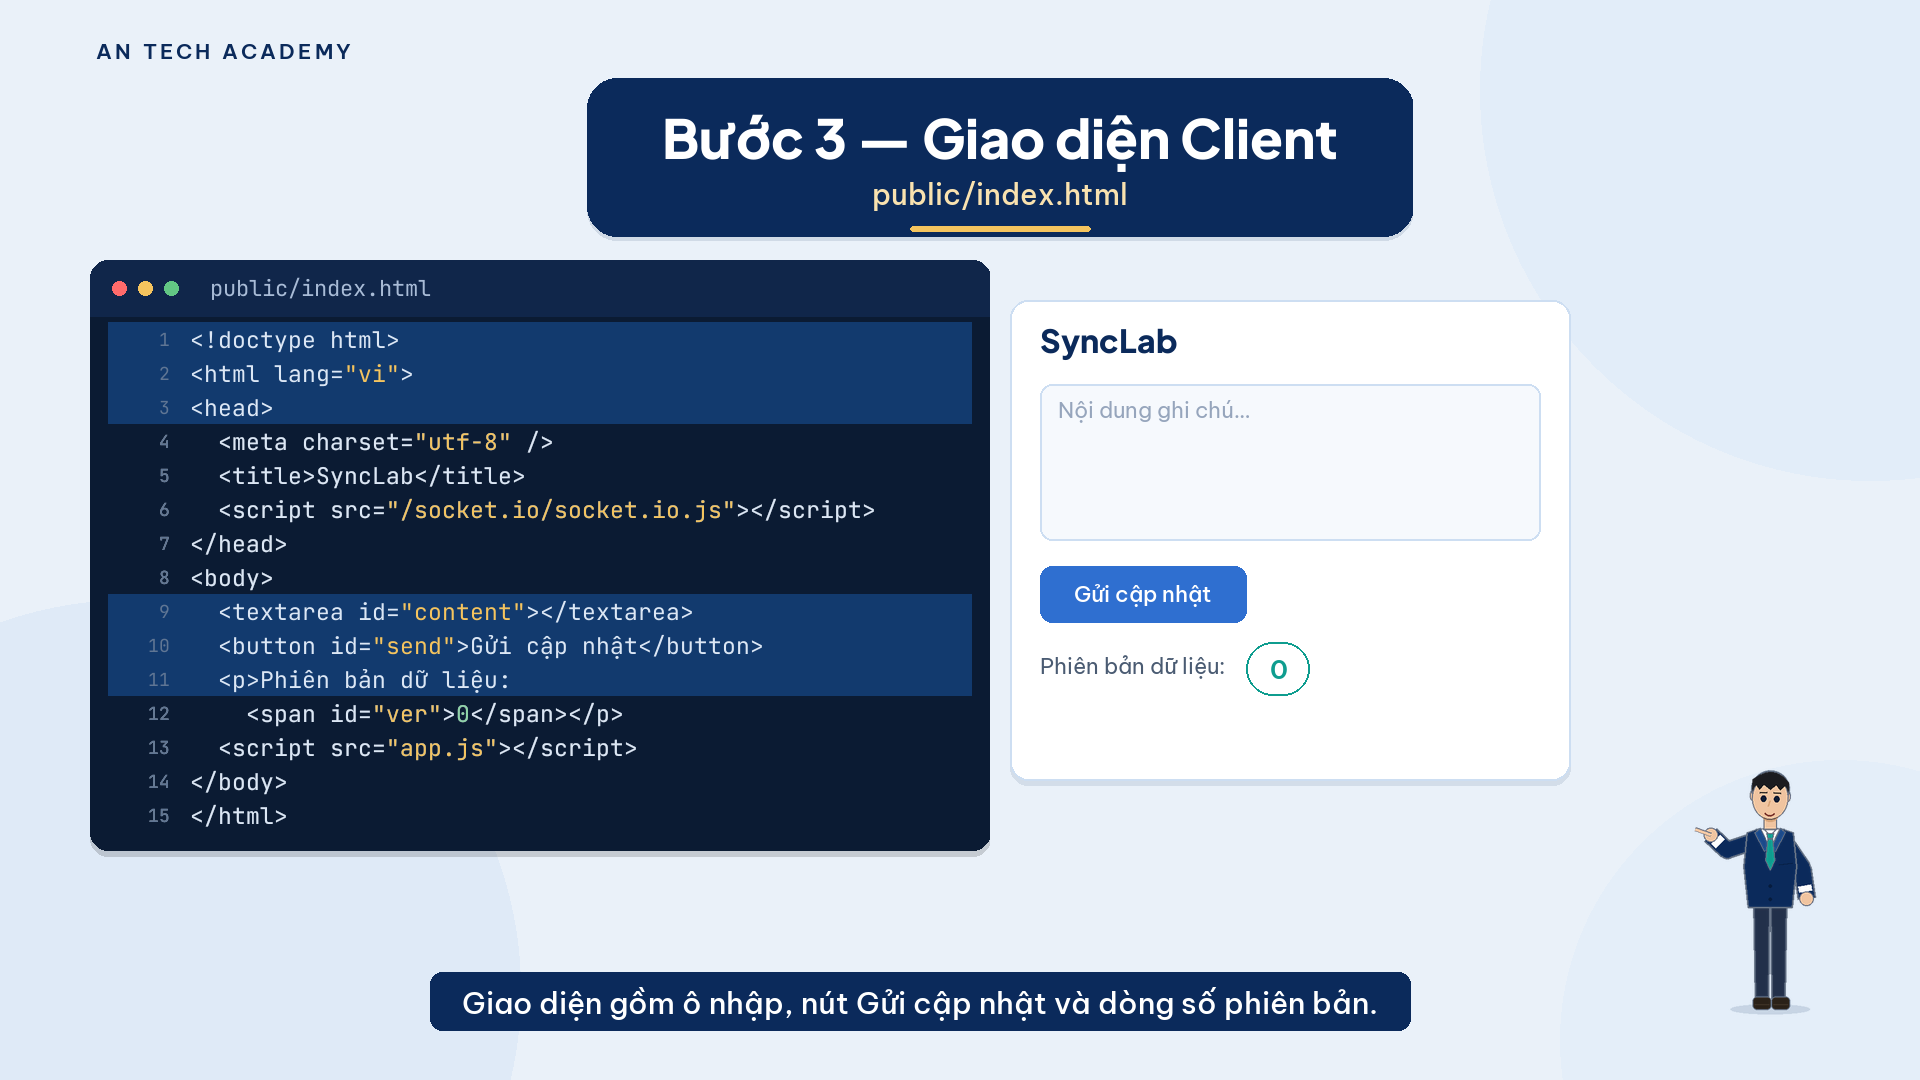 AN TECH ACADEMY
Bước 3 — Giao diện Client
public/index.html
public/index.html
1 <!doctype html>
2 <html lang="vi">
3 <head>
4 <meta charset="utf-8" />
5 <title>SyncLab</title>
6 <script src="/socket.io/socket.io.js"></script>
7 </head>
8 <body>
9 <textarea id="content"></textarea>
10 <button id="send">Gửi cập nhật</button>
11 <p>Phiên bản dữ liệu:
12 <span id="ver">0</span></p>
13 <script src="app.js"></script>
14 </body>
15 </html>
SyncLab
Nội dung ghi chú...
Gửi cập nhật
Phiên bản dữ liệu: 0
Giao diện gồm ô nhập, nút Gửi cập nhật và dòng số phiên bản.